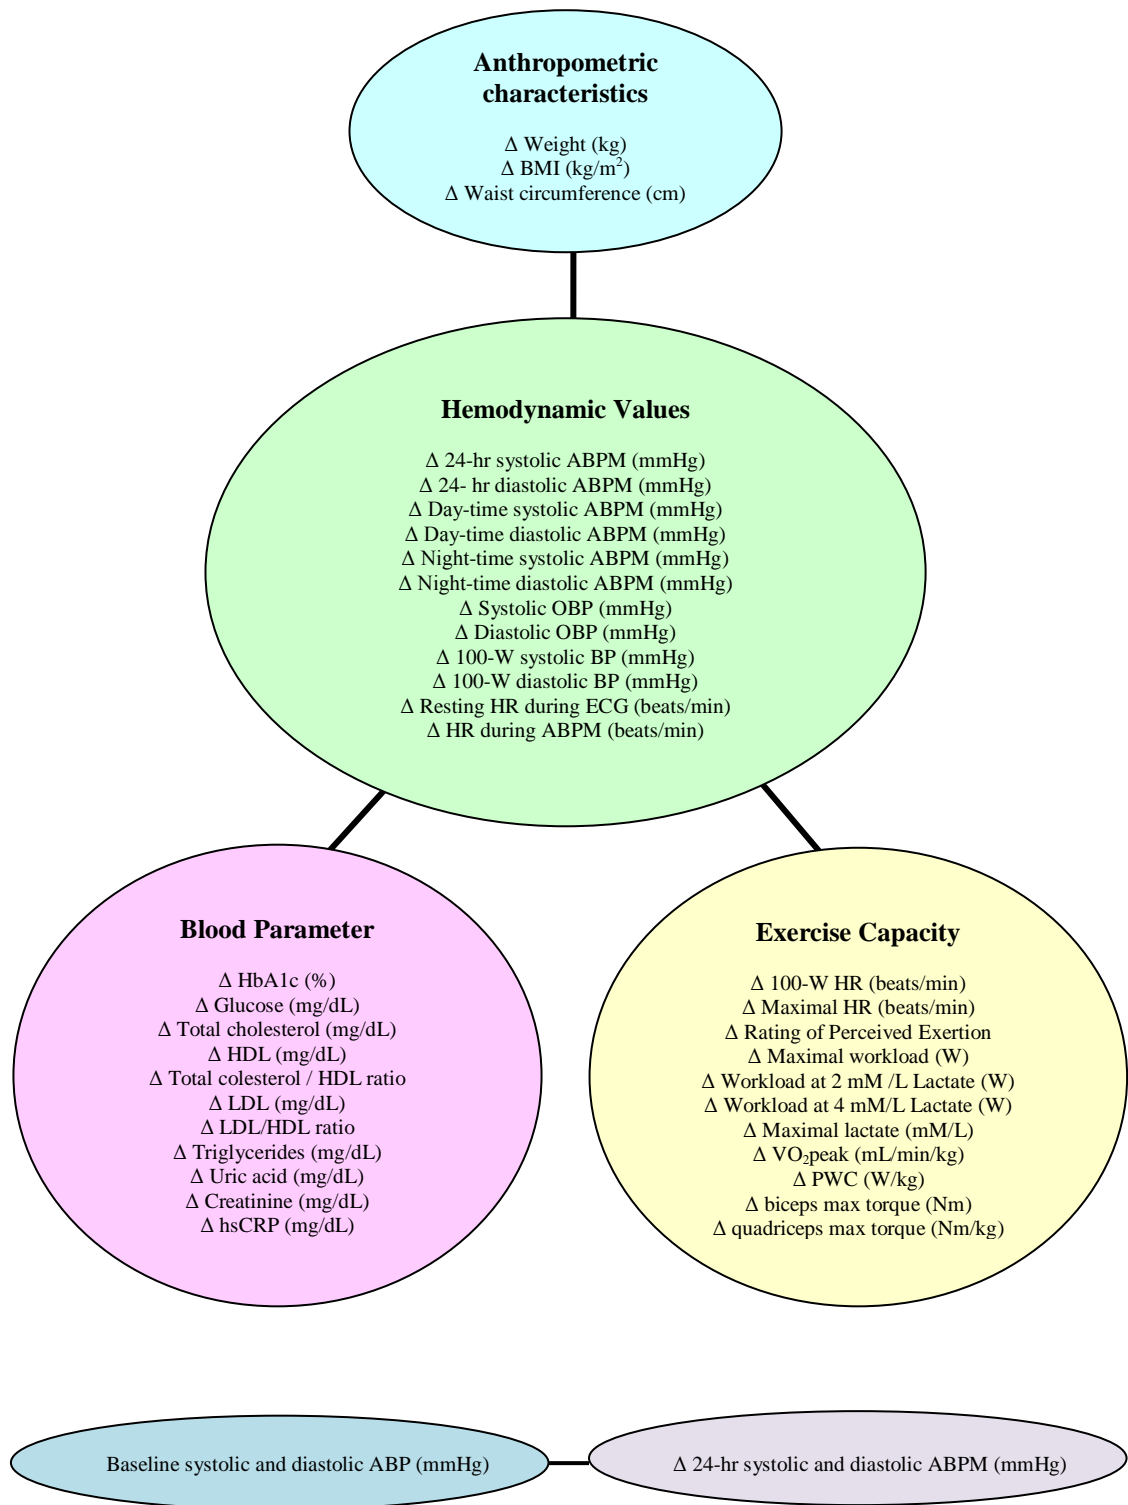 Anthropometric
characteristics
Δ Weight (kg)
Δ BMI (kg/m²)
Δ Waist circumference (cm)
Hemodynamic Values
Δ 24-hr systolic ABPM (mmHg)
Δ 24- hr diastolic ABPM (mmHg)
Δ Day-time systolic ABPM (mmHg)
Δ Day-time diastolic ABPM (mmHg)
Δ Night-time systolic ABPM (mmHg)
Δ Night-time diastolic ABPM (mmHg)
Δ Systolic OBP (mmHg)
Δ Diastolic OBP (mmHg)
Δ 100-W systolic BP (mmHg)
Δ 100-W diastolic BP (mmHg)
Δ Resting HR during ECG (beats/min)
Δ HR during ABPM (beats/min)
Blood Parameter
Δ HbA1c (%)
Δ Glucose (mg/dL)
Δ Total cholesterol (mg/dL)
Δ HDL (mg/dL)
Δ Total colesterol / HDL ratio
Δ LDL (mg/dL)
Δ LDL/HDL ratio
Δ Triglycerides (mg/dL)
Δ Uric acid (mg/dL)
Δ Creatinine (mg/dL)
Δ hsCRP (mg/dL)
Exercise Capacity
Δ 100-W HR (beats/min)
Δ Maximal HR (beats/min)
Δ Rating of Perceived Exertion
Δ Maximal workload (W)
Δ Workload at 2 mM /L Lactate (W)
Δ Workload at 4 mM/L Lactate (W)
Δ Maximal lactate (mM/L)
Δ VO₂peak (mL/min/kg)
Δ PWC (W/kg)
Δ biceps max torque (Nm)
Δ quadriceps max torque (Nm/kg)
Baseline systolic and diastolic ABP (mmHg)
Δ 24-hr systolic and diastolic ABPM (mmHg)